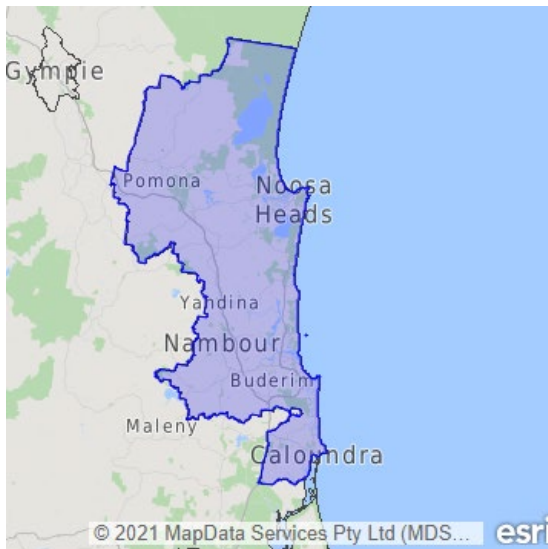 Gympie
Pomona
Noosa
Heads
Yandina
Nambour
Buderim
Maleny
Caloundra
© 2021 MapData Services Pty Ltd (MDS...
esri